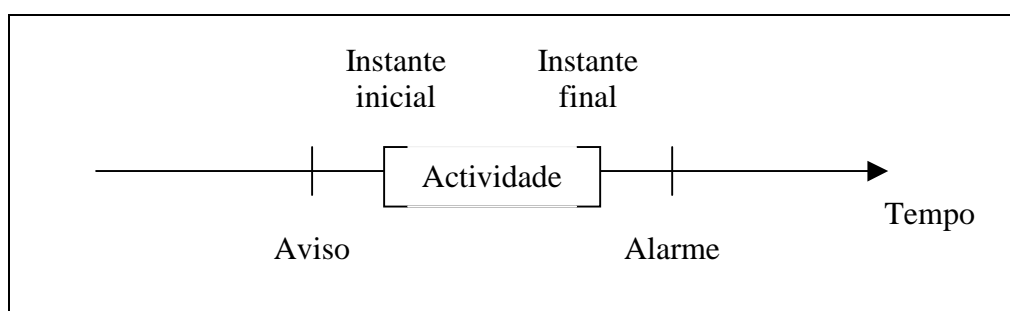 Instante
inicial
Instante
final
Actividade
Tempo
Aviso
Alarme